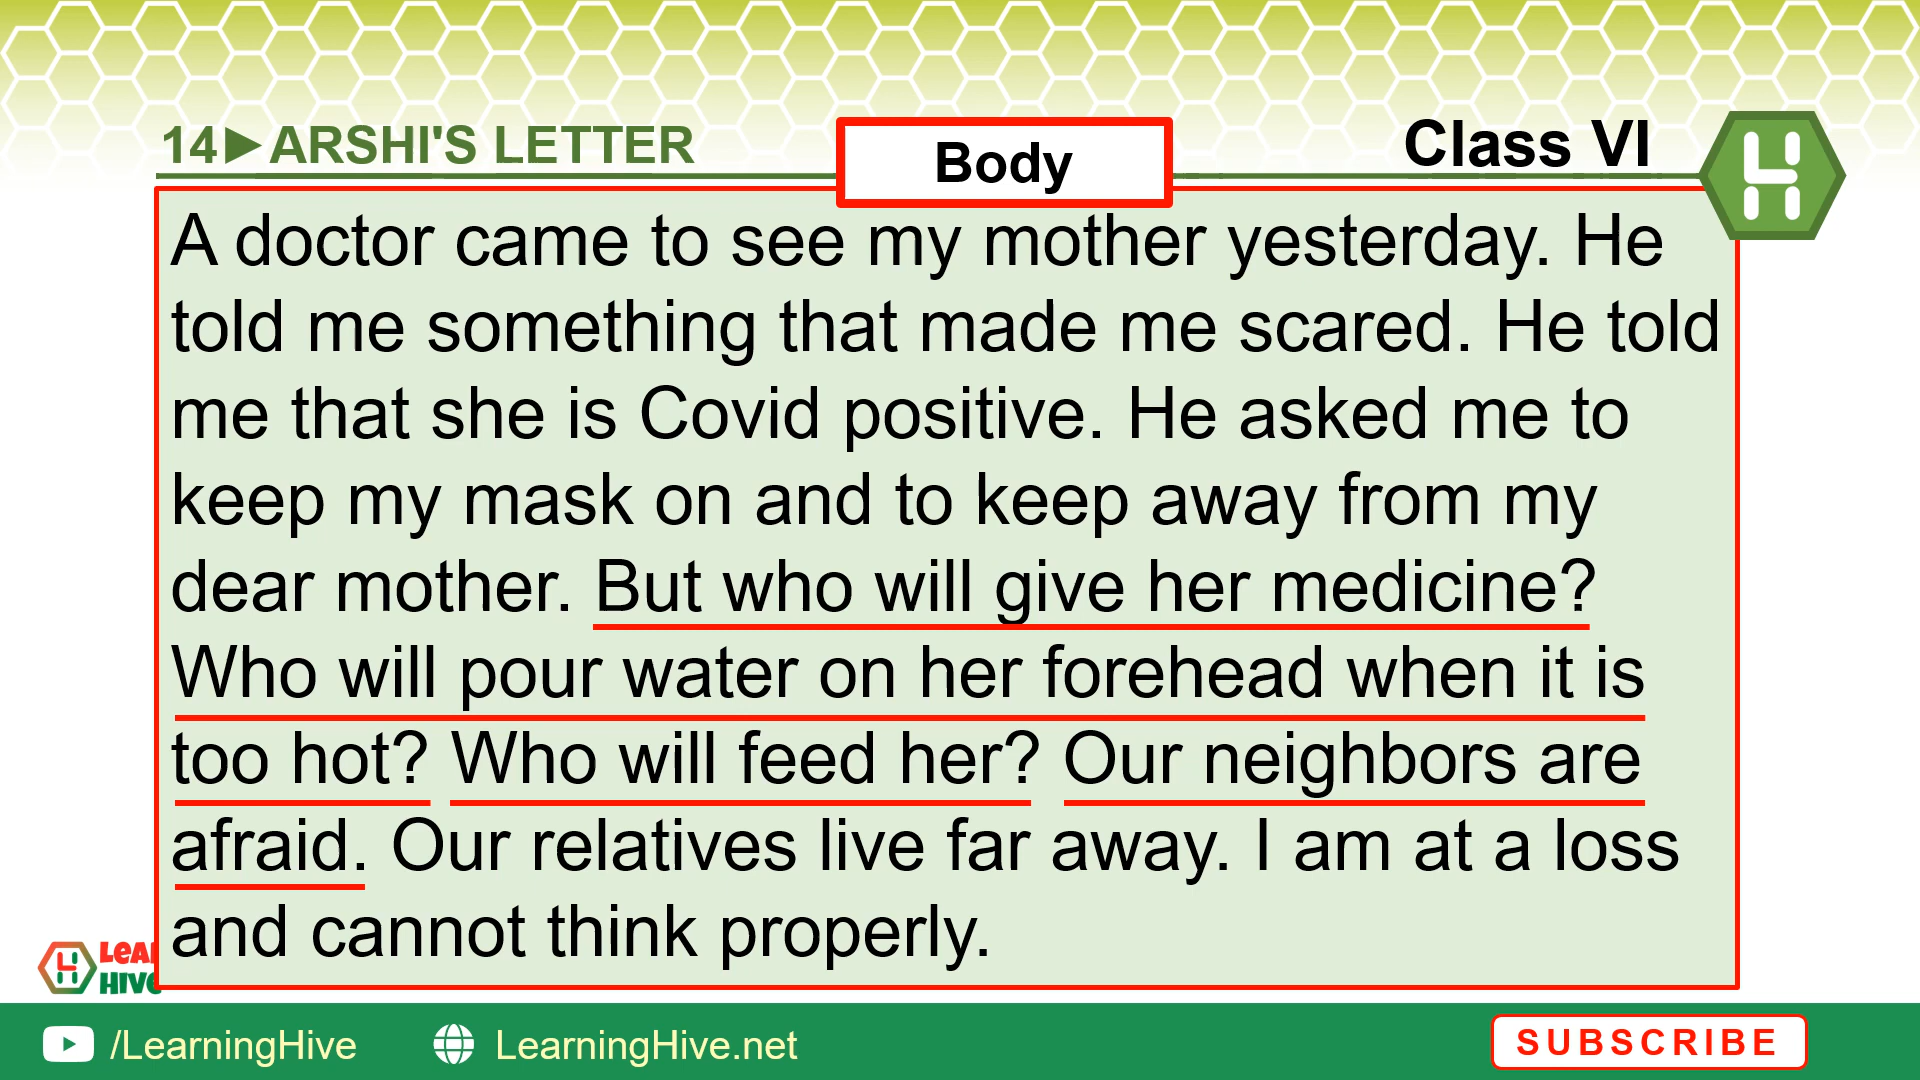 14►ARSHI'S LETTER
Body
Class VI
A doctor came to see my mother yesterday. He
told me something that made me scared. He told
me that she is Covid positive. He asked me to
keep my mask on and to keep away from my
dear mother. But who will give her medicine?
Who will pour water on her forehead when it is
too hot? Who will feed her? Our neighbors are
afraid. Our relatives live far away. I am at a loss
and cannot think properly.
HIVE
/LearningHive
LearningHive.net
SUBSCRIBE